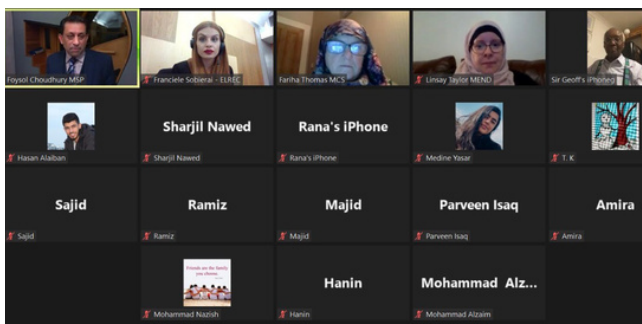 Foysol Choudhury MSP
Franciele Sobierai - ELREC
Fariha Thomas MCS
Linsay Taylor MEND
Sir Geoff's iPhone
Hasan Alaiban
Sharjil Nawed
Sharjil Nawed
Rana's iPhone
Rana's iPhone
Medine Yasar
T. K
Sajid
Sajid
Ramiz
Ramiz
Majid
Majid
Parveen Isaq
Parveen Isaq
Amira
Amira
Friends are the family
you choose.
Mohammad Nazish
Hanin
Hanin
Mohammad Alz...
Mohammad Alzaim